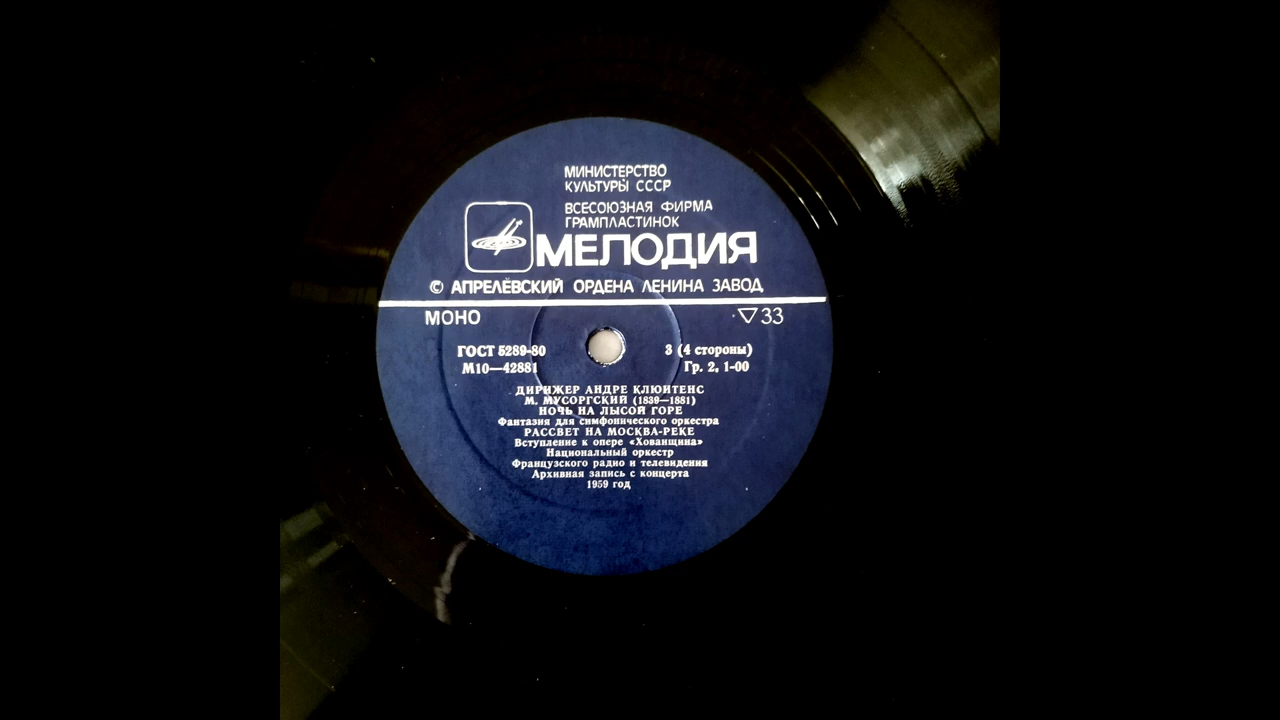 МИНИСТЕРСТВО
КУЛЬТУРЫ СССР
ВСЕСОЮЗНАЯ ФИРМА
ГРАМПЛАСТИНОК
МЕЛОДИЯ
© АПРЕЛЕВСКИЙ ОРДЕНА ЛЕНИНА ЗАВОД
МОНО ▽33
ГОСТ 5289-80 3 (4 стороны)
М10—42881 Гр. 2, 1-00
ДИРИЖЕР АНДРЕ КЛЮИТЕНС
М. МУСОРГСКИЙ (1839—1881)
НОЧЬ НА ЛЫСОЙ ГОРЕ
Фантазия для симфонического оркестра
РАССВЕТ НА МОСКВА-РЕКЕ
Вступление к опере «Хованщина»
Национальный оркестр
Французского радио и телевидения
Архивная запись с концерта
1959 год